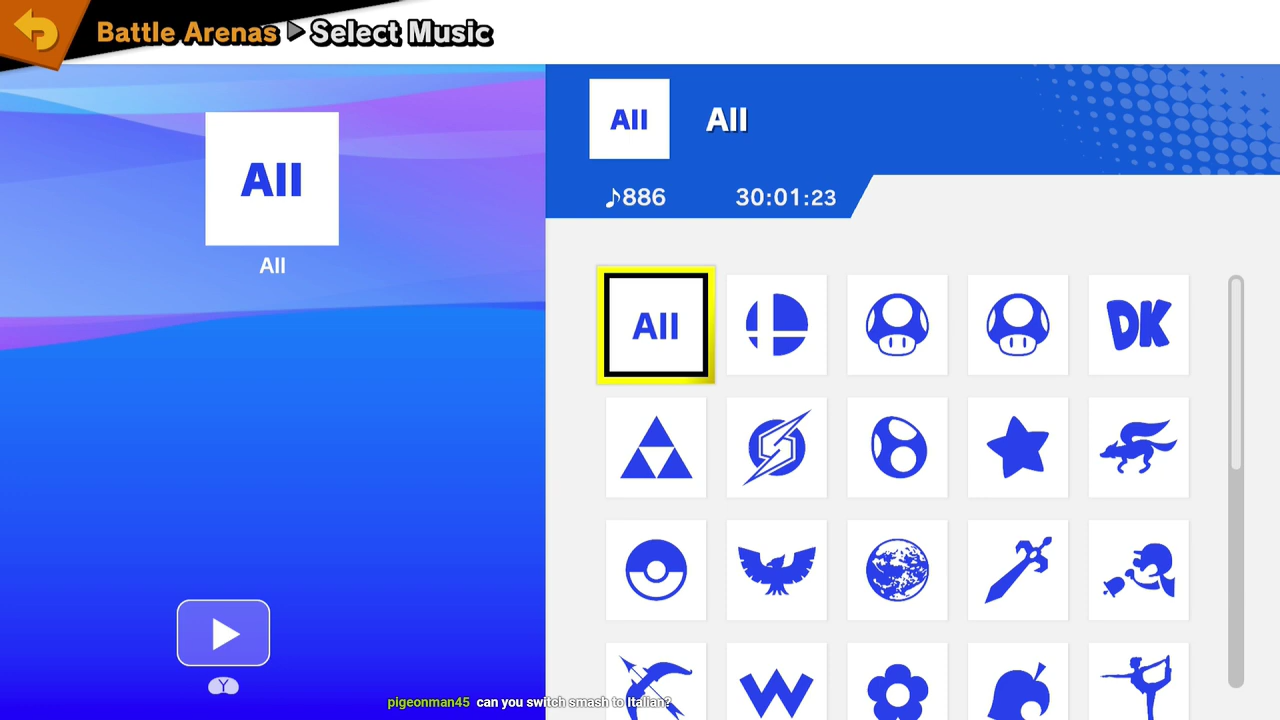 Battle Arenas ▶ Select Music
All
All
All
♪886 30:01:23
All
DK
Y
pigeonman45 can you switch smash to Italian?